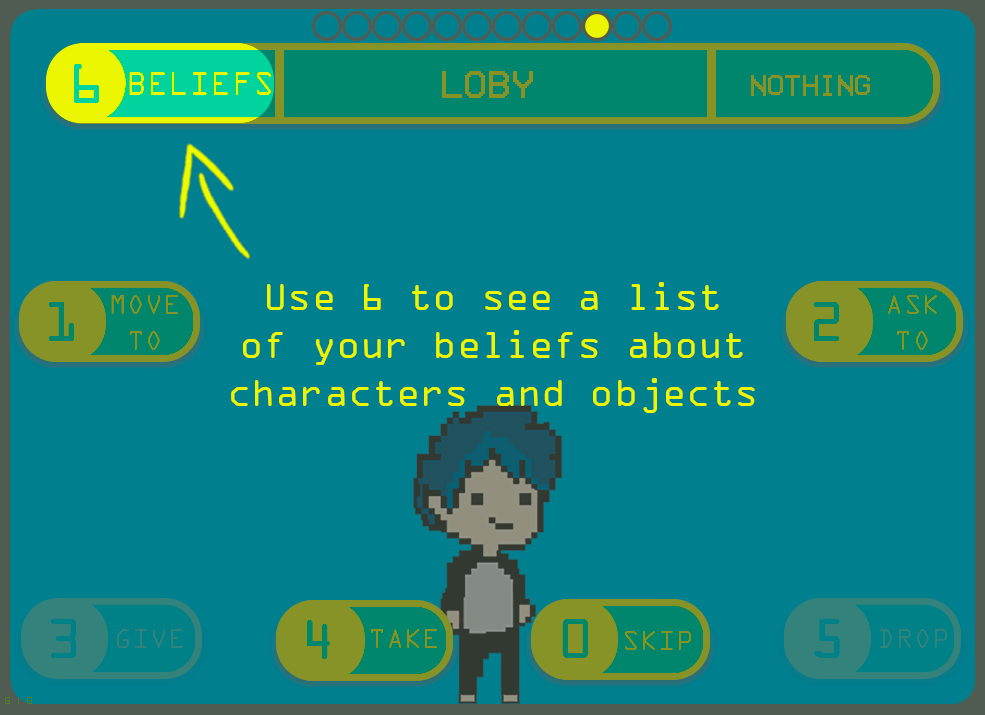 6 BELIEFS LOBY NOTHING
Use 6 to see a list
of your beliefs about
characters and objects
1 MOVE TO
2 ASK TO
3 GIVE
4 TAKE
0 SKIP
5 DROP